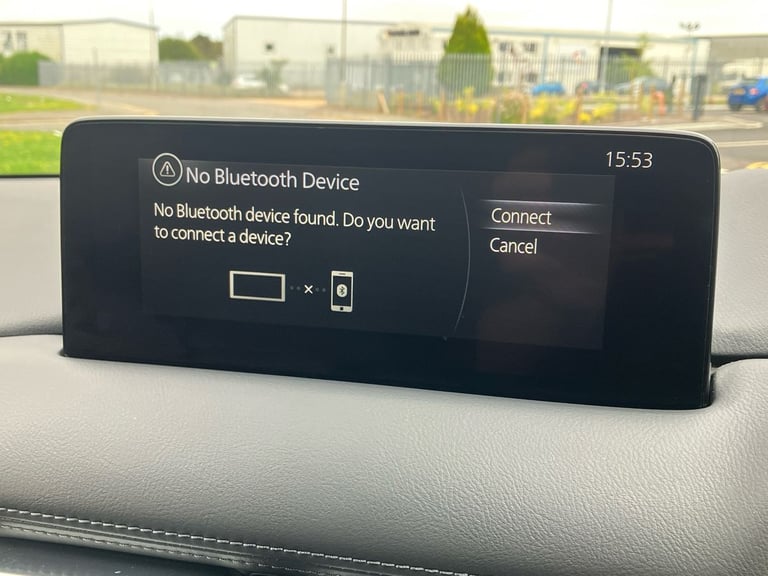 15:53
No Bluetooth Device
No Bluetooth device found. Do you want
to connect a device?
Connect
Cancel